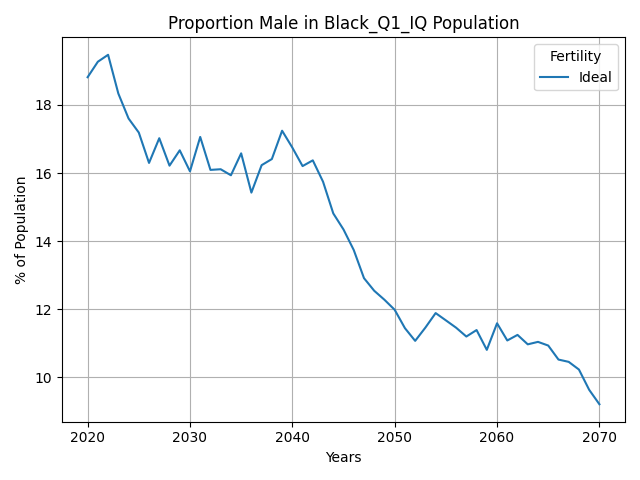 Proportion Male in Black_Q1_IQ Population
Fertility
Ideal
% of Population
18
16
14
12
10
2020 2030 2040 2050 2060 2070
Years